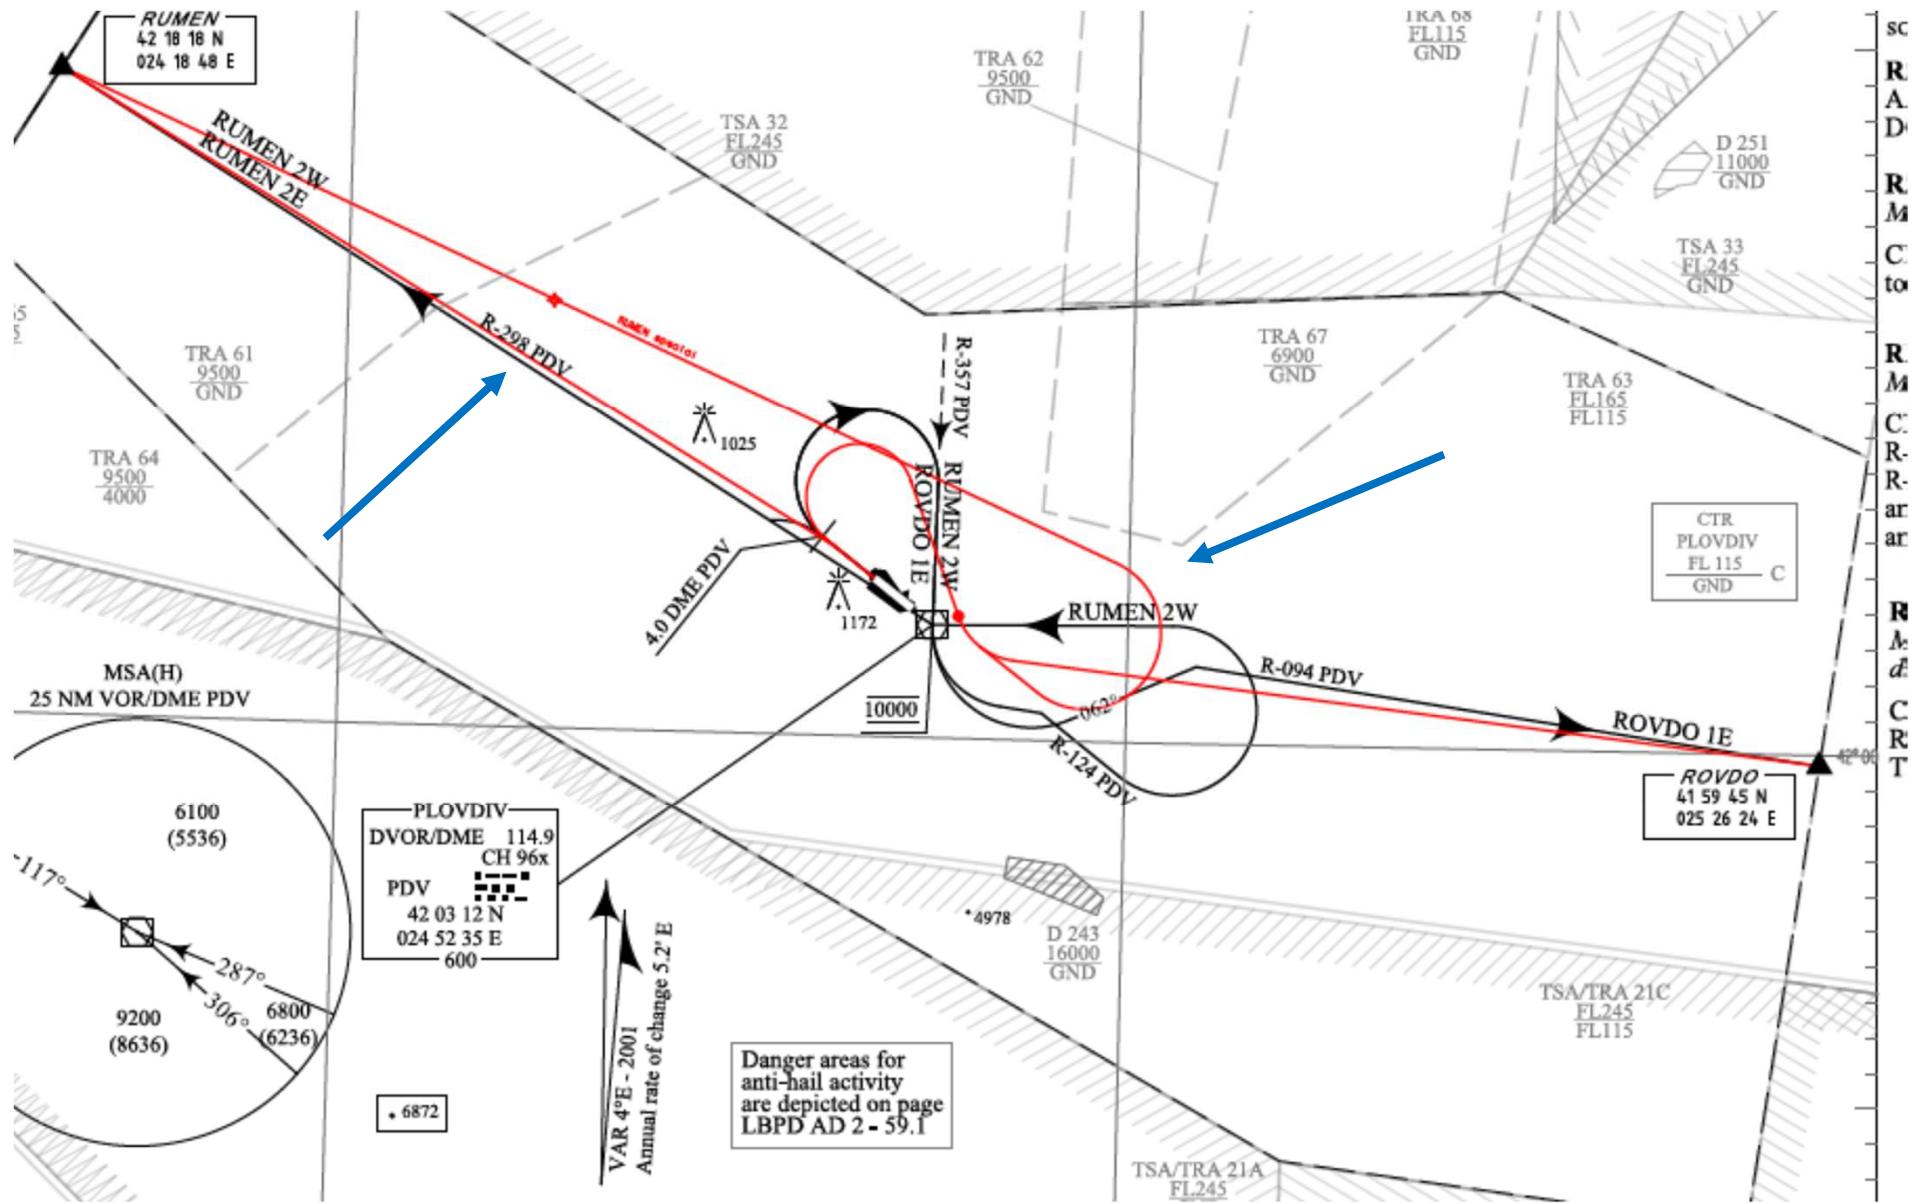 RUMEN
42 18 18 N
024 18 48 E
TRA 62
9500
GND
TRA 68
FL115
GND
TSA 32
FL245
GND
D 251
11000
GND
TSA 33
FL245
GND
RUMEN 2W
RUMEN 2E
R-298 PDV
RUMEN special
R-357 PDV
TRA 61
9500
GND
TRA 67
6900
GND
TRA 63
FL165
FL115
TRA 64
9500
4000
1025
ROVDO 1E
RUMEN 2W
CTR
PLOVDIV
FL 115
GND
C
4.0 DME PDV
1172
RUMEN 2W
R-094 PDV
062°
10000
R-124 PDV
ROVDO 1E
ROVDO
41 59 45 N
025 26 24 E
MSA(H)
25 NM VOR/DME PDV
6100
(5536)
117°
287°
306°
6800
(6236)
9200
(8636)
PLOVDIV
DVOR/DME 114.9
CH 96x
PDV
42 03 12 N
024 52 35 E
600
4978
D 243
16000
GND
VAR 4°E - 2001
Annual rate of change 5.2' E
6872
Danger areas for
anti-hail activity
are depicted on page
LBPD AD 2 - 59.1
TSA/TRA 21C
FL245
FL115
TSA/TRA 21A
FL245